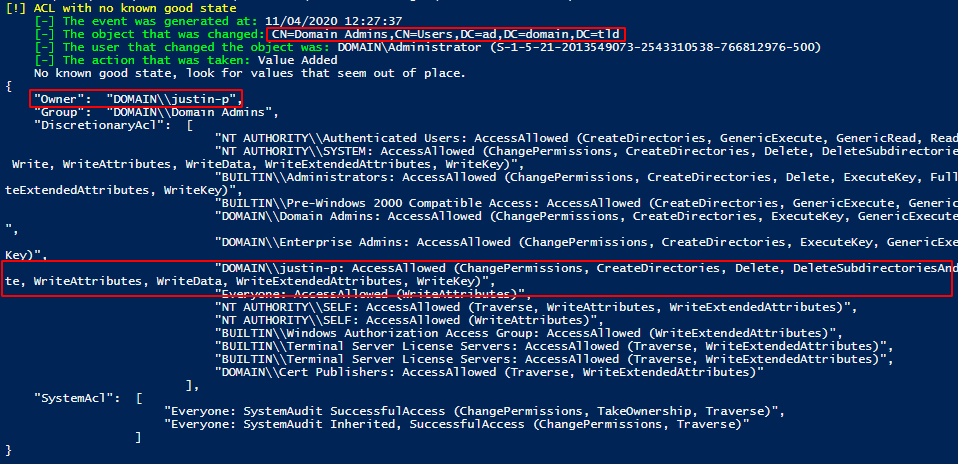 [!] ACL with no known good state
[-] The event was generated at: 11/04/2020 12:27:37
[-] The object that was changed: CN=Domain Admins,CN=Users,DC=ad,DC=domain,DC=tld
[-] The user that changed the object was: DOMAIN\Administrator (S-1-5-21-2013549073-2543310538-766812976-500)
[-] The action that was taken: Value Added
No known good state, look for values that seem out of place.
{
"Owner": "DOMAIN\\justin-p",
"Group": "DOMAIN\\Domain Admins",
"DiscretionaryAcl": [
"NT AUTHORITY\\Authenticated Users: AccessAllowed (CreateDirectories, GenericExecute, GenericRead, Read
"NT AUTHORITY\\SYSTEM: AccessAllowed (ChangePermissions, CreateDirectories, Delete, DeleteSubdirectorie
Write, WriteAttributes, WriteData, WriteExtendedAttributes, WriteKey)",
"BUILTIN\\Administrators: AccessAllowed (ChangePermissions, CreateDirectories, Delete, ExecuteKey, Ful
teExtendedAttributes, WriteKey)",
"BUILTIN\\Pre-Windows 2000 Compatible Access: AccessAllowed (CreateDirectories, GenericExecute, Generic
"DOMAIN\\Domain Admins: AccessAllowed (ChangePermissions, CreateDirectories, ExecuteKey, GenericExecute
",
"DOMAIN\\Enterprise Admins: AccessAllowed (ChangePermissions, CreateDirectories, ExecuteKey, GenericExe
Key)",
"DOMAIN\\justin-p: AccessAllowed (ChangePermissions, CreateDirectories, Delete, DeleteSubdirectoriesAn
te, WriteAttributes, WriteData, WriteExtendedAttributes, WriteKey)",
"Everyone: AccessAllowed (WriteAttributes)",
"NT AUTHORITY\\SELF: AccessAllowed (Traverse, WriteAttributes, WriteExtendedAttributes)",
"NT AUTHORITY\\SELF: AccessAllowed (WriteAttributes)",
"BUILTIN\\Windows Authorization Access Group: AccessAllowed (WriteExtendedAttributes)",
"BUILTIN\\Terminal Server License Servers: AccessAllowed (Traverse, WriteExtendedAttributes)",
"BUILTIN\\Terminal Server License Servers: AccessAllowed (Traverse, WriteExtendedAttributes)",
"DOMAIN\\Cert Publishers: AccessAllowed (Traverse, WriteExtendedAttributes)"
],
"SystemAcl": [
"Everyone: SystemAudit SuccessfulAccess (ChangePermissions, TakeOwnership, Traverse)",
"Everyone: SystemAudit Inherited, SuccessfulAccess (ChangePermissions, Traverse)"
]
}